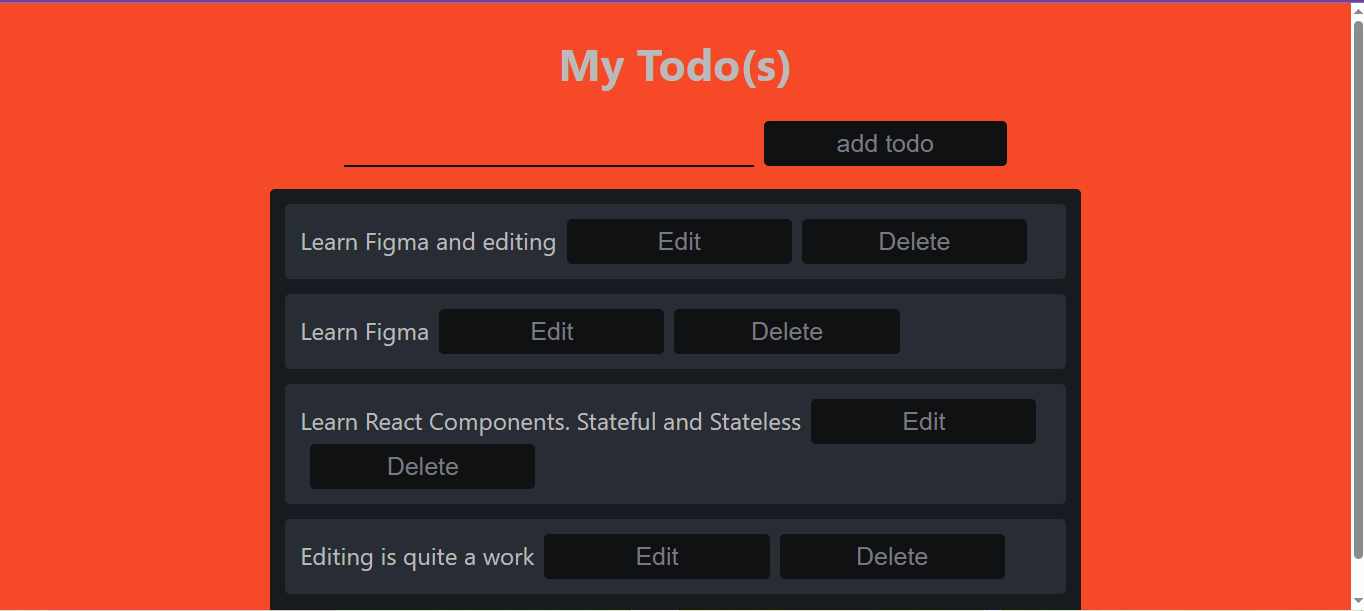 My Todo(s)
add todo
Learn Figma and editing Edit Delete
Learn Figma Edit Delete
Learn React Components. Stateful and Stateless Edit
Delete
Editing is quite a work Edit Delete